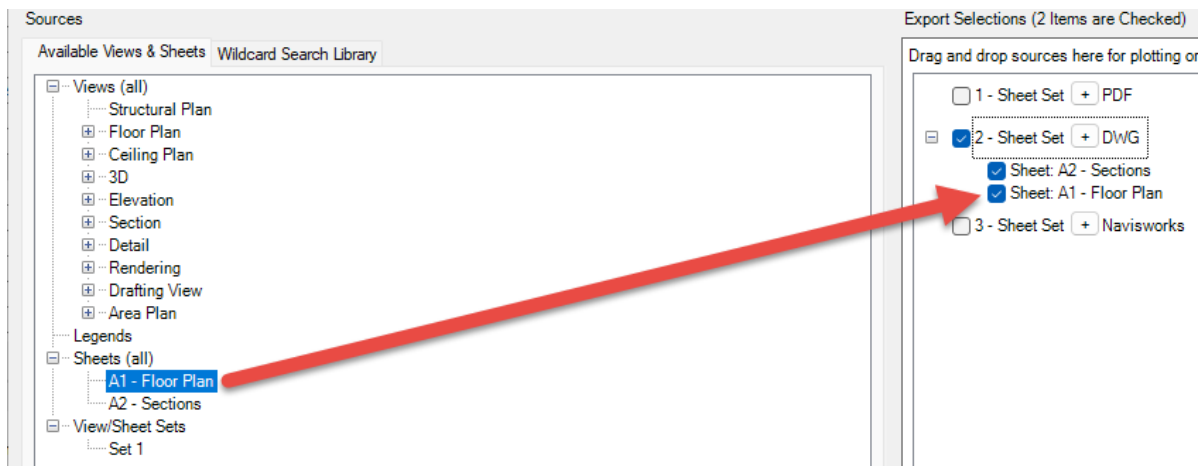 Sources
Available Views & Sheets
Wildcard Search Library
Views (all)
Structural Plan
Floor Plan
Ceiling Plan
3D
Elevation
Section
Detail
Rendering
Drafting View
Area Plan
Legends
Sheets (all)
A1 - Floor Plan
A2 - Sections
View/Sheet Sets
Set 1
Export Selections (2 Items are Checked)
Drag and drop sources here for plotting or
1 - Sheet Set + PDF
2 - Sheet Set + DWG
Sheet: A2 - Sections
Sheet: A1 - Floor Plan
3 - Sheet Set + Navisworks